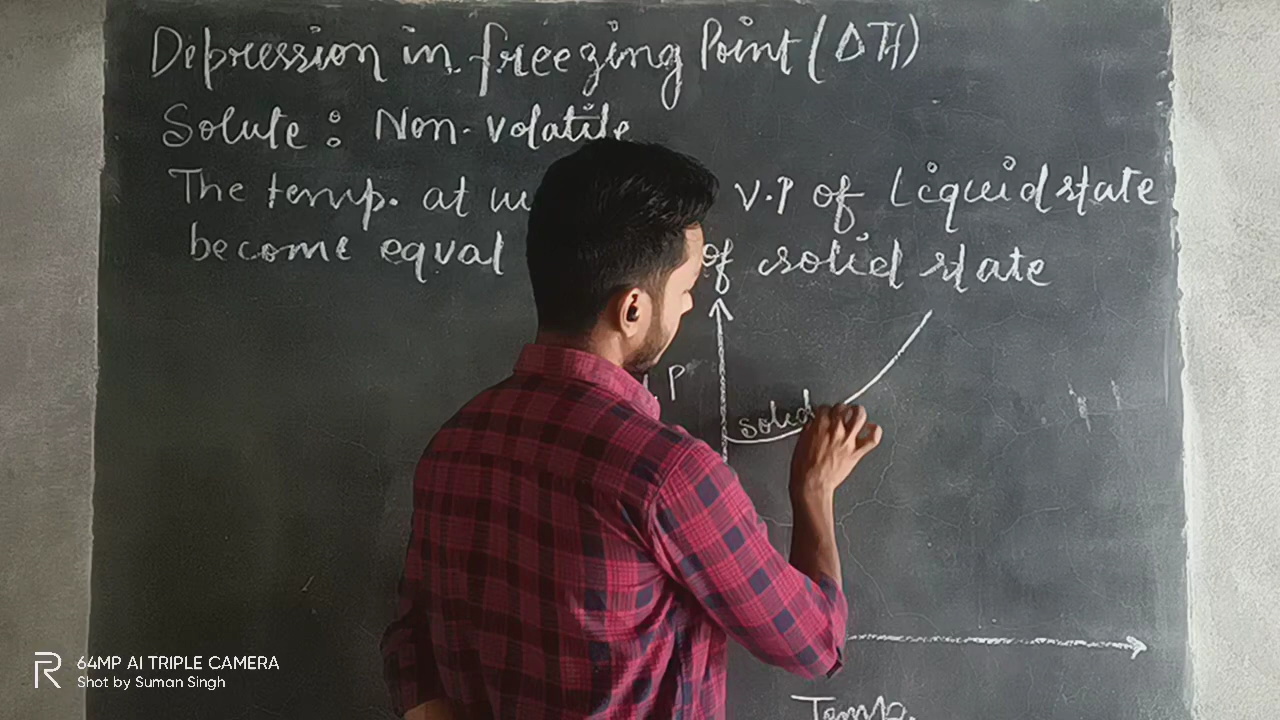 Depression in freezing Point (ΔTf)
Solute : Non-volatile
The temp. at V.P of Liquid state
become equal of solid state
P
solid
Temp.
64MP AI TRIPLE CAMERA
Shot by Suman Singh